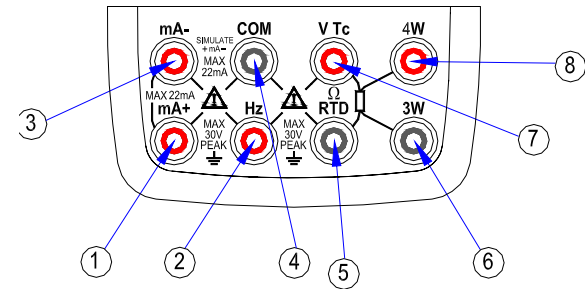 mA-
SIMULATE
+mA-
MAX
22mA
COM
V Tc
4W
MAX 22mA
mA+
Hz
Ω
RTD
3W
MAX
30V
PEAK
MAX
30V
PEAK
1
2
3
4
5
6
7
8